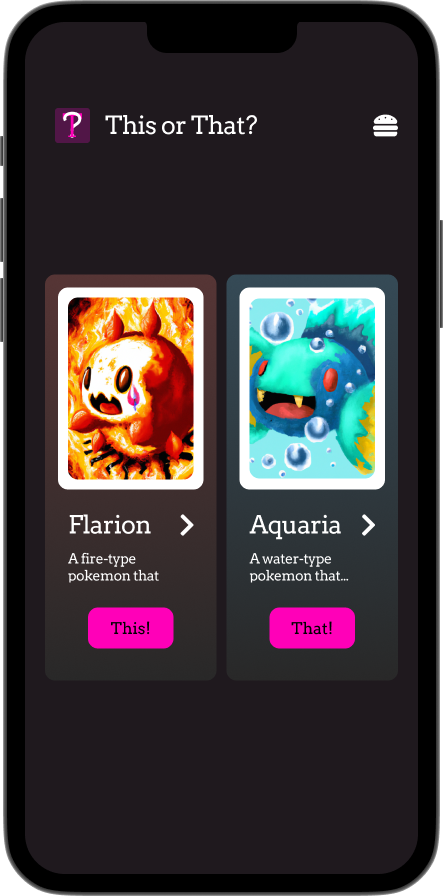 This or That?
Flarion
A fire-type
pokemon that
This!
Aquaria
A water-type
pokemon that...
That!